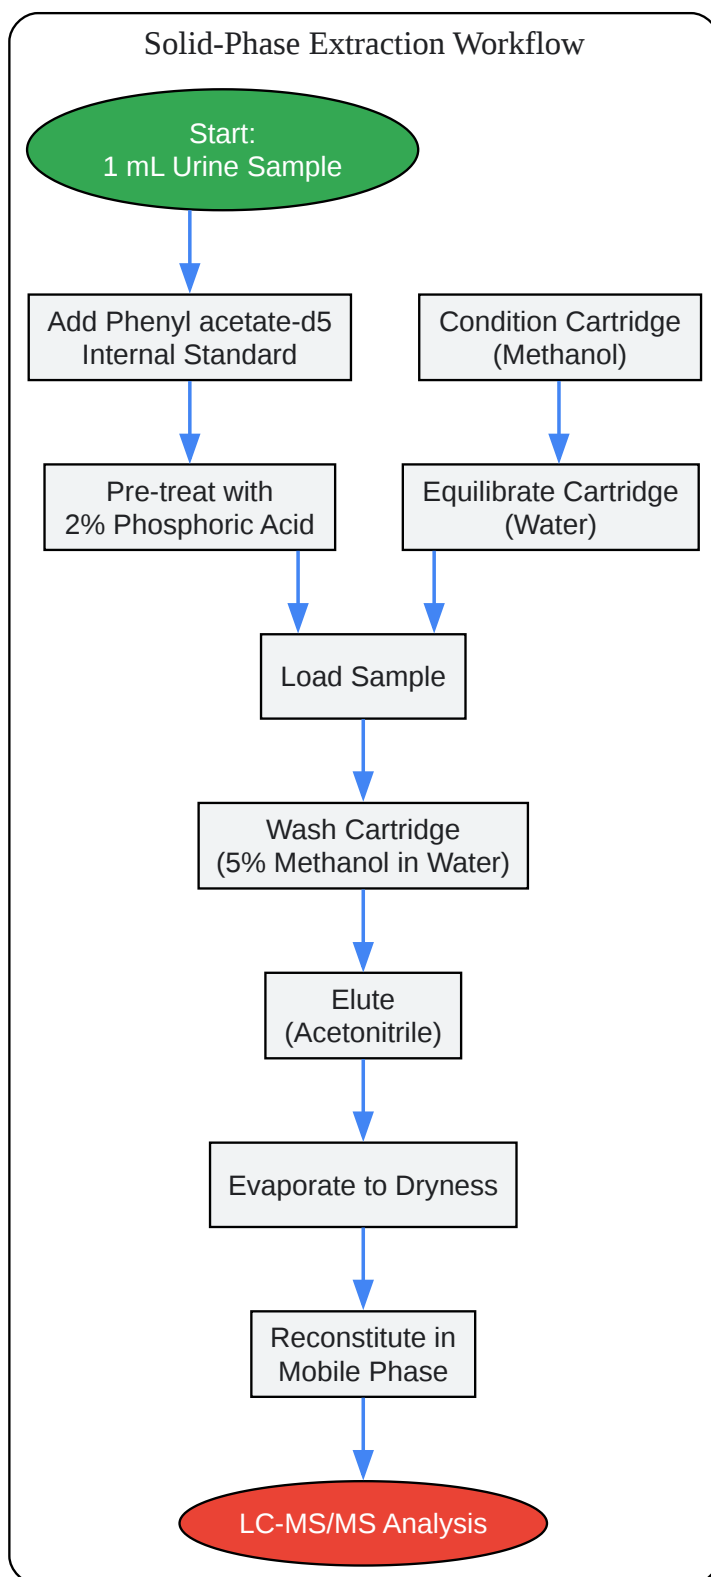 Solid-Phase Extraction Workflow
Start:
1 mL Urine Sample
Add Phenyl acetate-d5
Internal Standard
Condition Cartridge
(Methanol)
Pre-treat with
2% Phosphoric Acid
Equilibrate Cartridge
(Water)
Load Sample
Wash Cartridge
(5% Methanol in Water)
Elute
(Acetonitrile)
Evaporate to Dryness
Reconstitute in
Mobile Phase
LC-MS/MS Analysis